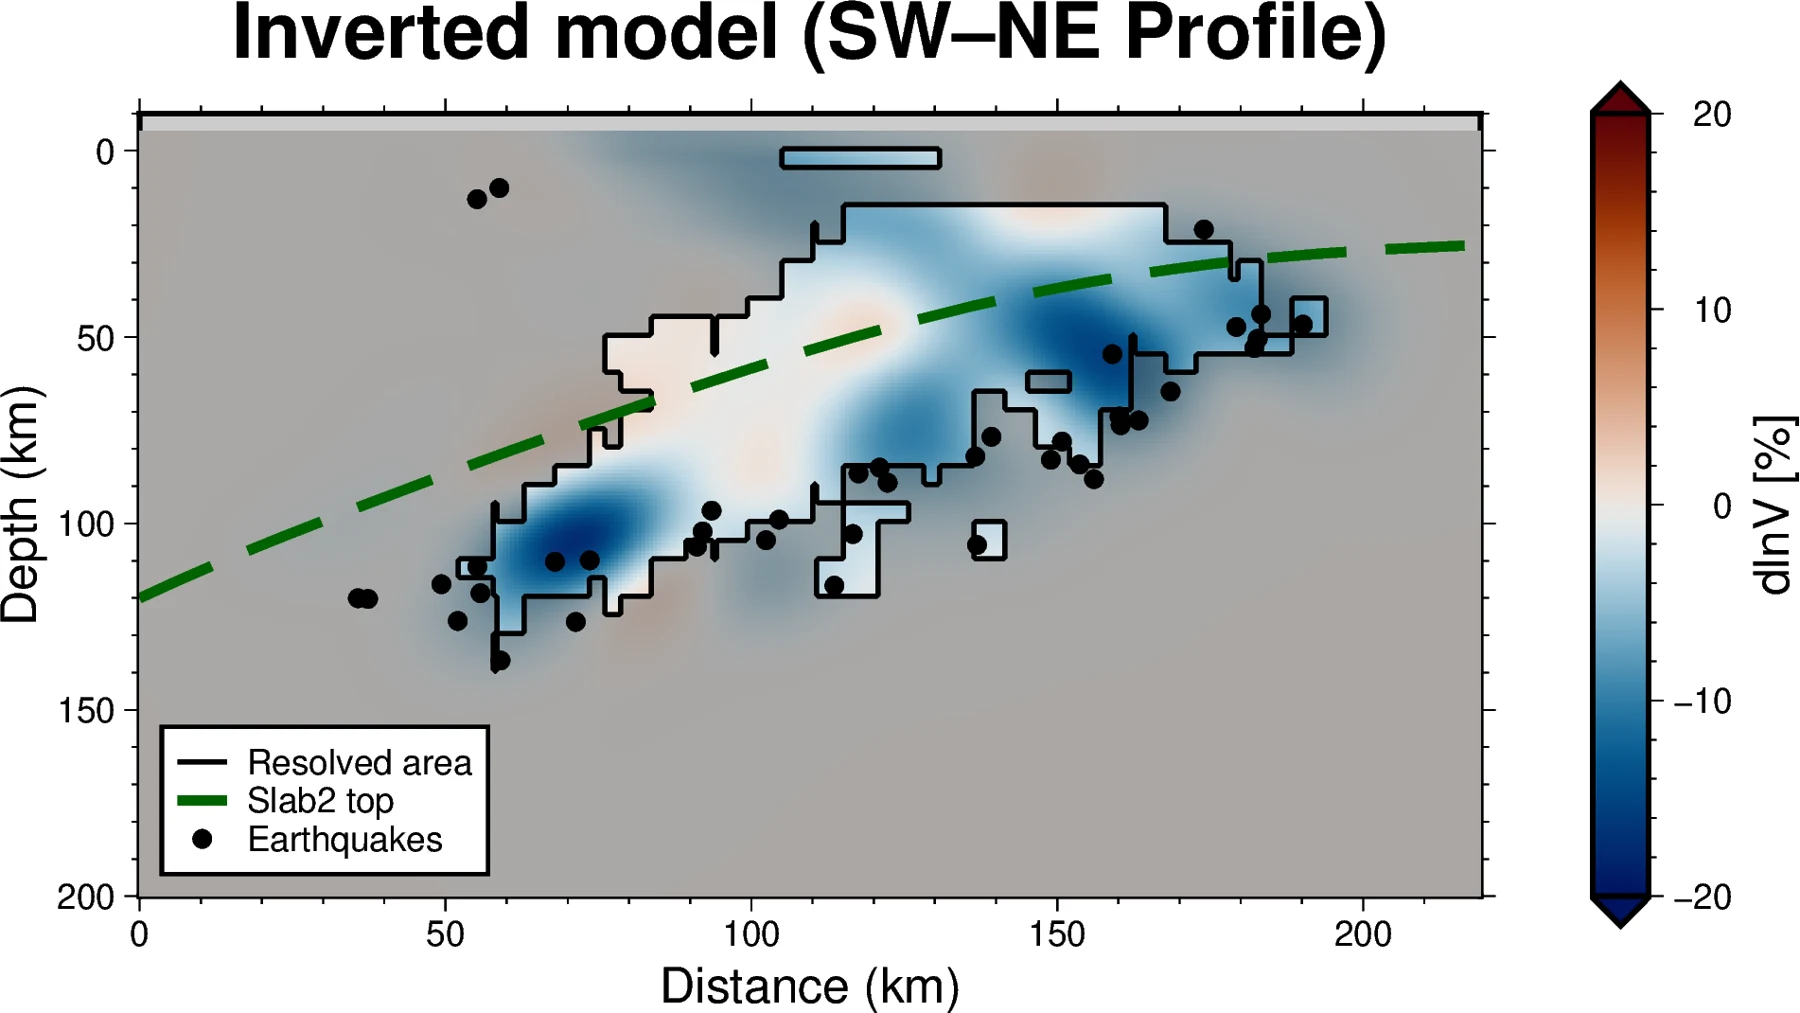 Inverted model (SW–NE Profile)
0
50
100
150
200
Depth (km)
Resolved area
Slab2 top
Earthquakes
0
50
100
150
200
Distance (km)
20
10
0
−10
−20
dlnV [%]